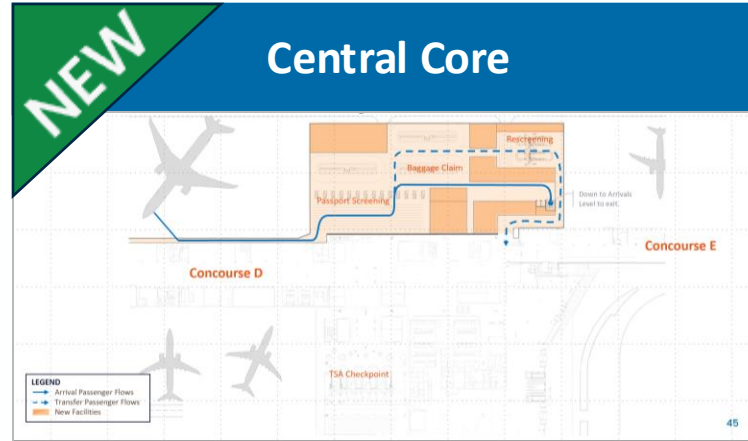 NEW
Central Core
Rescreening
Baggage Claim
Passport Screening
Down to Arrivals
Level to exit.
Concourse E
Concourse D
TSA Checkpoint
LEGEND
Arrival Passenger Flows
Transfer Passenger Flows
New Facilities
45